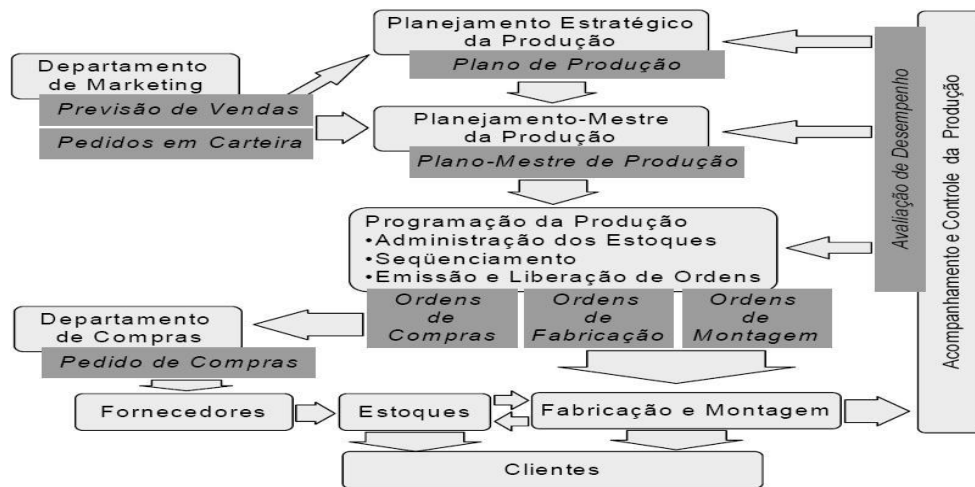 Planejamento Estratégico
da Produção
Plano de Produção
Departamento
de Marketing
Previsão de Vendas
Pedidos em Carteira
Planejamento-Mestre
da Produção
Plano-Mestre de Produção
Programação da Produção
•Administração dos Estoques
•Seqüenciamento
•Emissão e Liberação de Ordens
Ordens
de
Compras
Ordens
de
Fabricação
Ordens
de
Montagem
Departamento
de Compras
Pedido de Compras
Fornecedores
Estoques
Fabricação e Montagem
Clientes
Avaliação de Desempenho
Acompanhamento e Controle da Produção